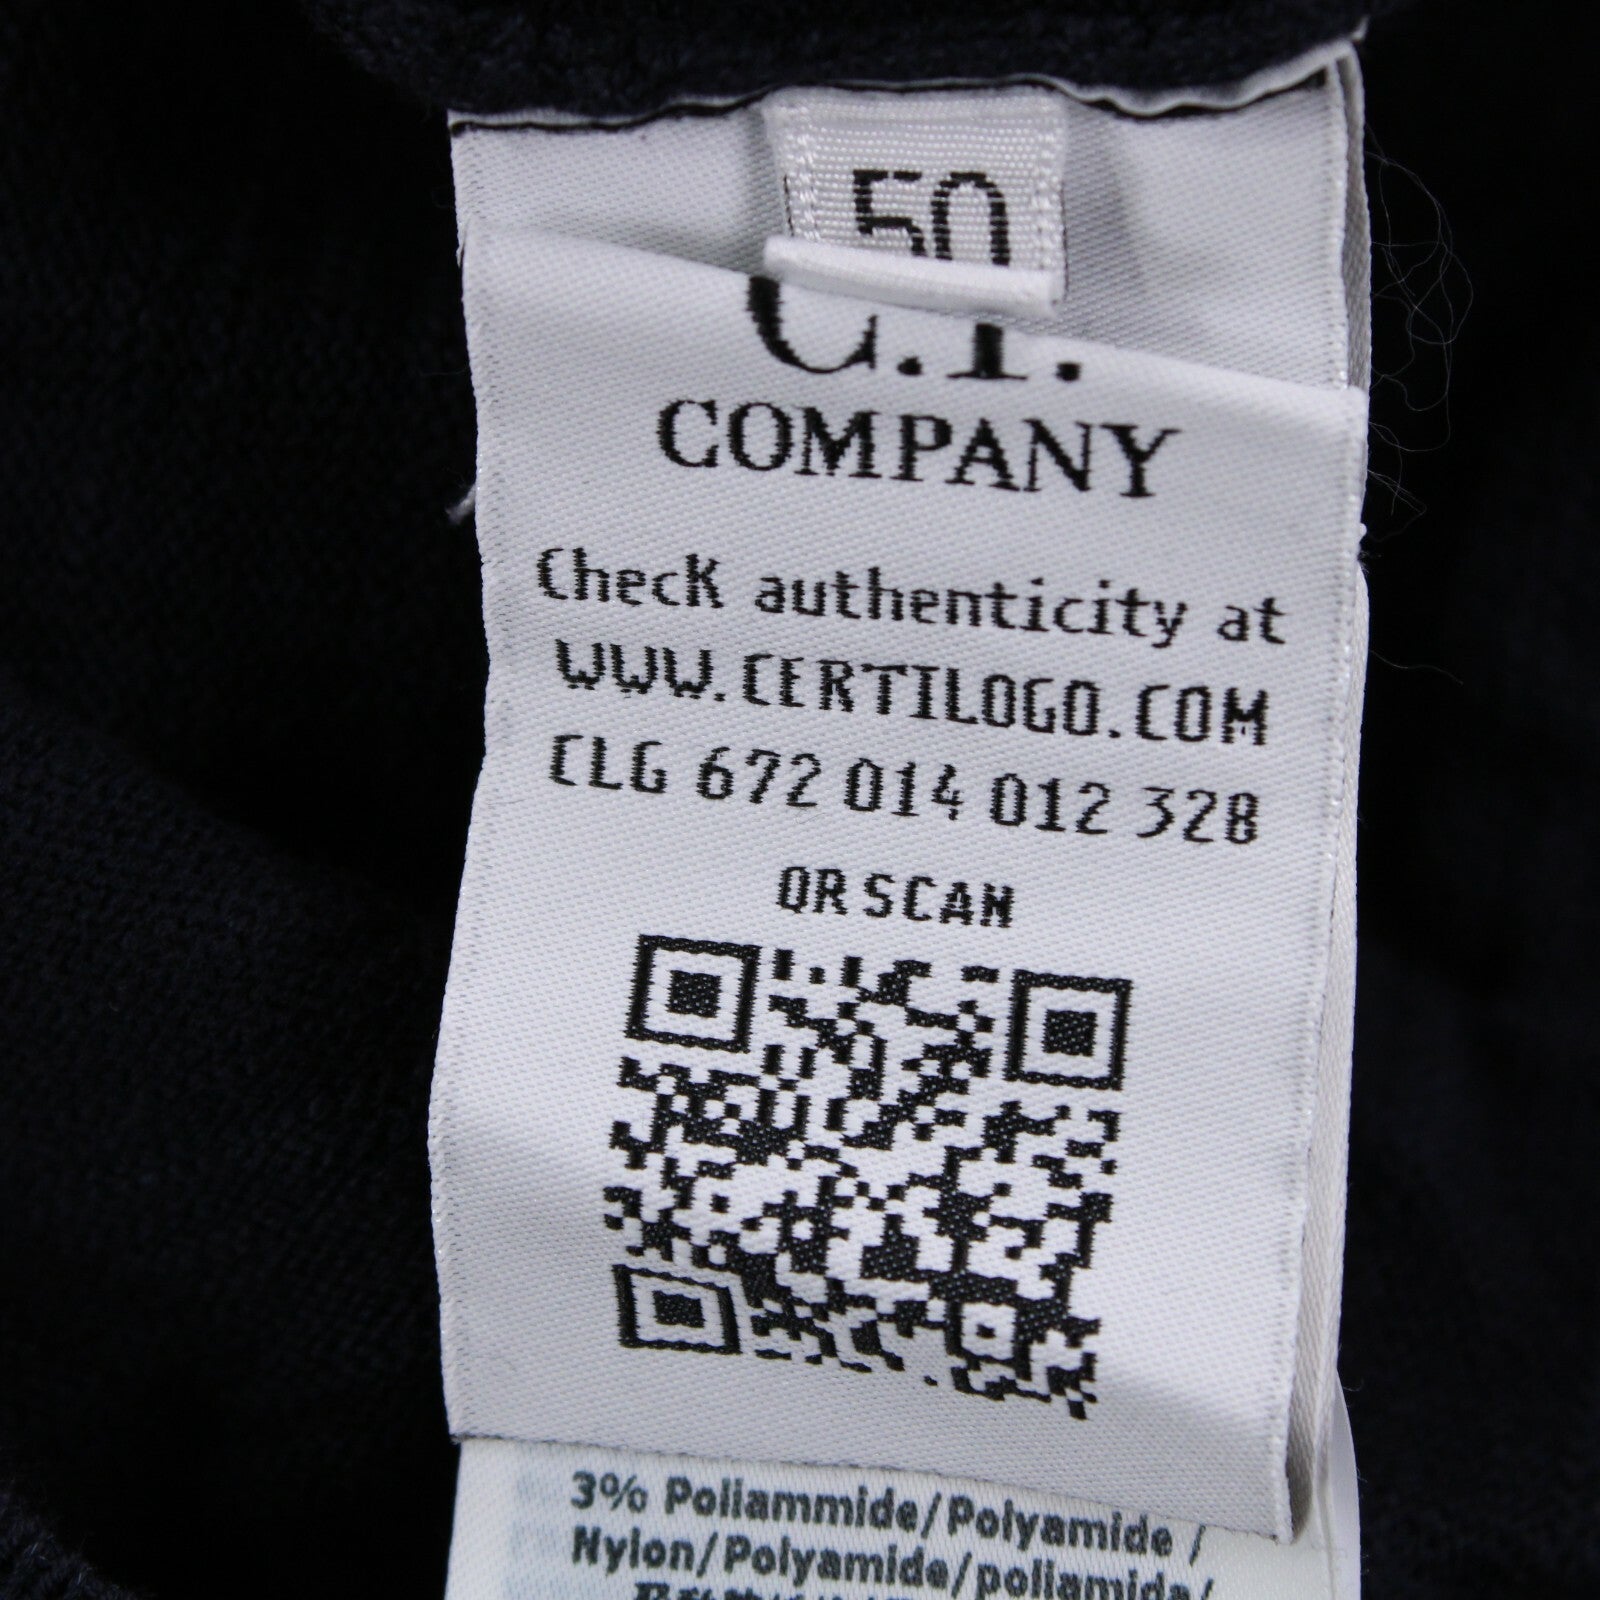 50
C.P.
COMPANY
Check authenticity at
WWW.CERTILOGO.COM
CLG 672 014 012 328
QR SCAN
3% Poliammide/Polyamide /
Nylon/Polyamide/poliamida/